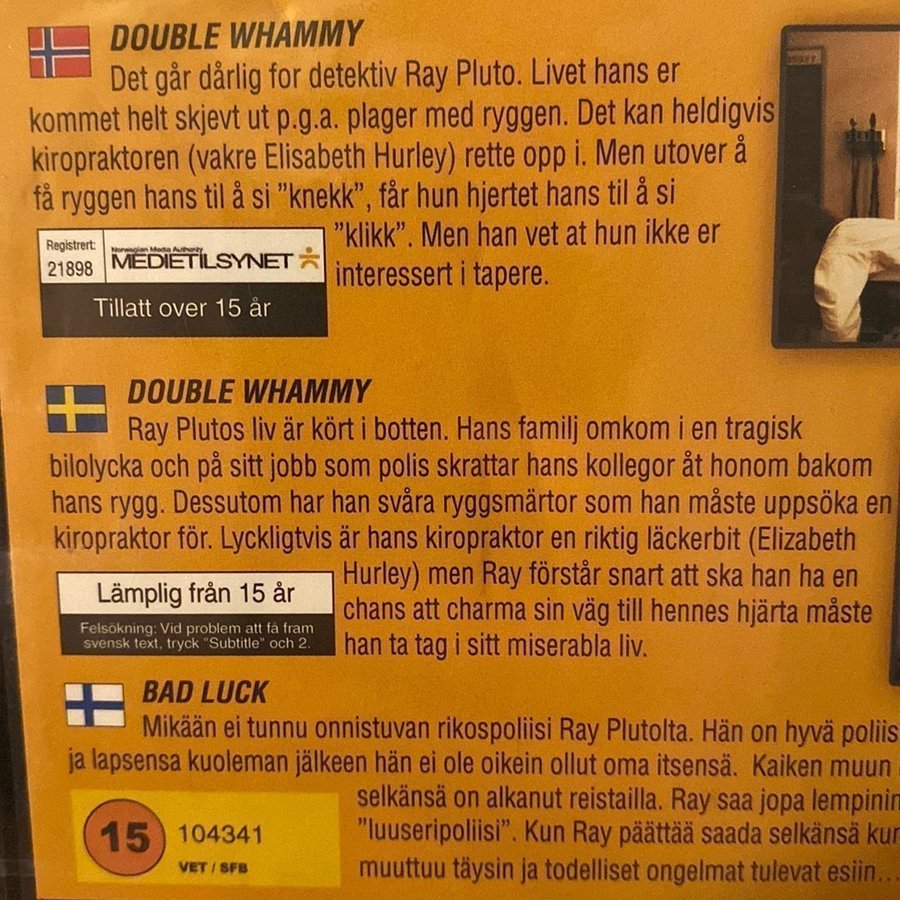 DOUBLE WHAMMY
Det går dårlig for detektiv Ray Pluto. Livet hans er
kommet helt skjevt ut p.g.a. plager med ryggen. Det kan heldigvis
kiropraktoren (vakre Elisabeth Hurley) rette opp i. Men utover å
få ryggen hans til å si ”knekk”, får hun hjertet hans til å si
”klikk”. Men han vet at hun ikke er
interessert i tapere.
Registrert:
21898
Norwegian Media Authority
MEDIETILSYNET
Tillatt over 15 år
DOUBLE WHAMMY
Ray Plutos liv är kört i botten. Hans familj omkom i en tragisk
bilolycka och på sitt jobb som polis skrattar hans kollegor åt honom bakom
hans rygg. Dessutom har han svåra ryggsmärtor som han måste uppsöka en
kiropraktor för. Lyckligtvis är hans kiropraktor en riktig läckerbit (Elizabeth
Hurley) men Ray förstår snart att ska han ha en
chans att charma sin väg till hennes hjärta måste
han ta tag i sitt miserabla liv.
Lämplig från 15 år
Felsökning: Vid problem att få fram
svensk text, tryck ”Subtitle” och 2.
BAD LUCK
Mikään ei tunnu onnistuvan rikospoliisi Ray Plutolta. Hän on hyvä poliis
ja lapsensa kuoleman jälkeen hän ei ole oikein ollut oma itsensä. Kaiken muun
selkänsä on alkanut reistailla. Ray saa jopa lempinin
”luuseripoliisi”. Kun Ray päättää saada selkänsä kun
muuttuu täysin ja todelliset ongelmat tulevat esiin...
15
104341
VET / SFB